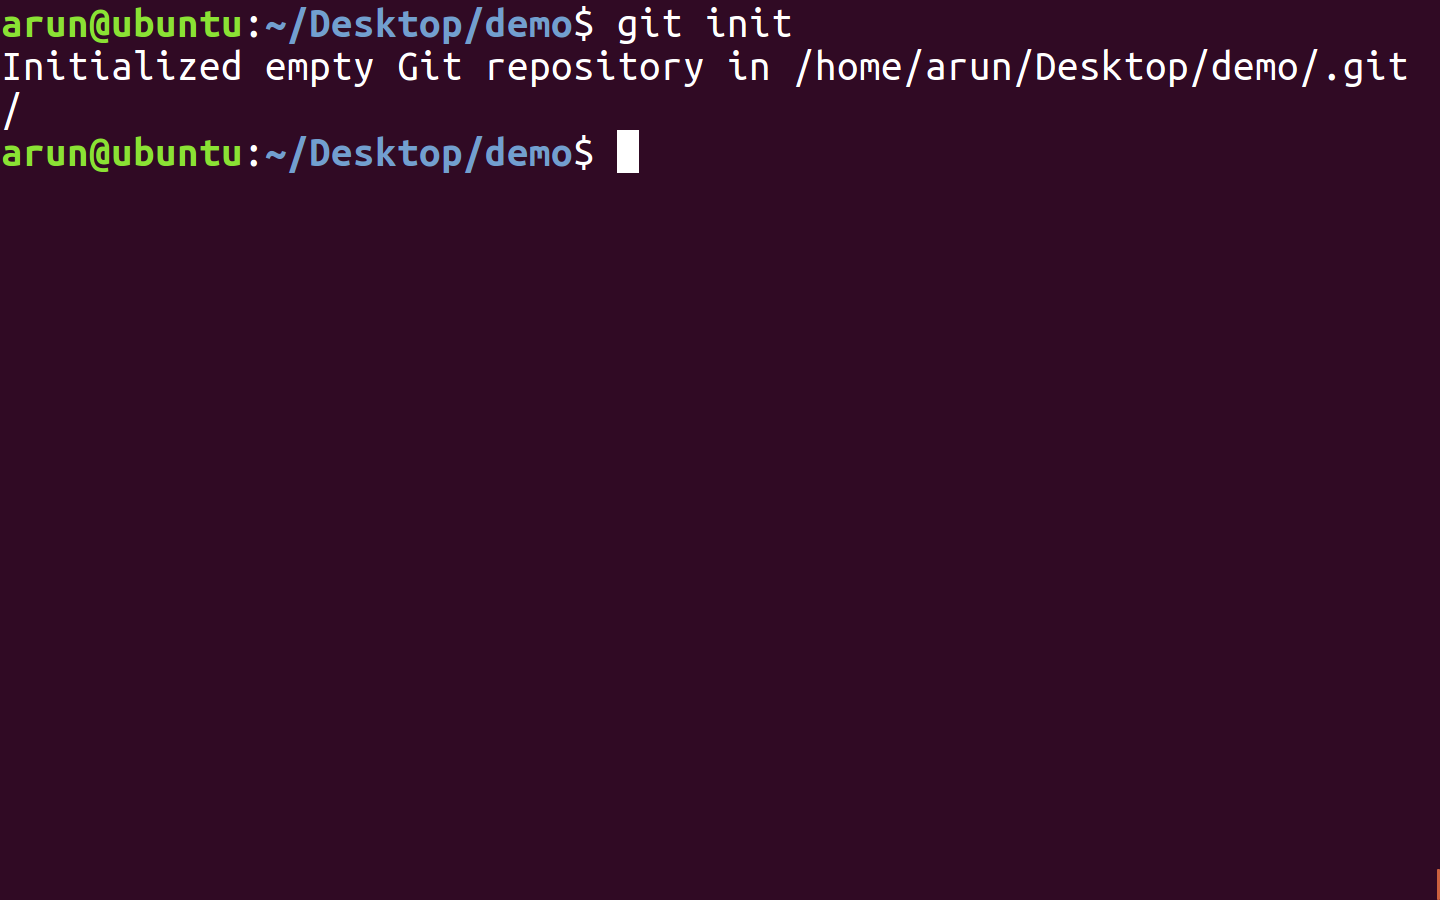 arun@ubuntu:~/Desktop/demo$ git init
Initialized empty Git repository in /home/arun/Desktop/demo/.git
/
arun@ubuntu:~/Desktop/demo$